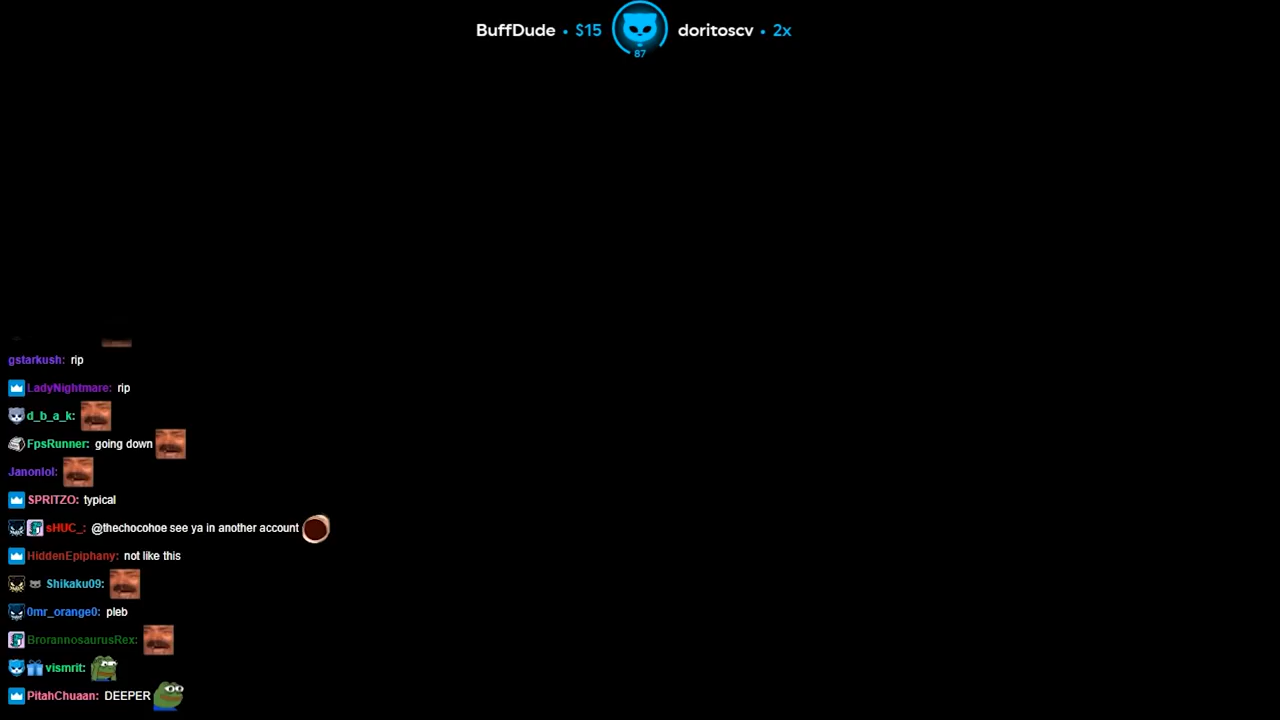 BuffDude • $15
87
doritoscv • 2x
gstarkush: rip
LadyNightmare: rip
d_b_a_k:
FpsRunner: going down
Janonlol:
SPRITZO: typical
sHUC_: @thechocohoe see ya in another account
HiddenEpiphany: not like this
Shikaku09:
0mr_orange0: pleb
BrorannosaurusRex:
vismrit:
PitahChuaan: DEEPER